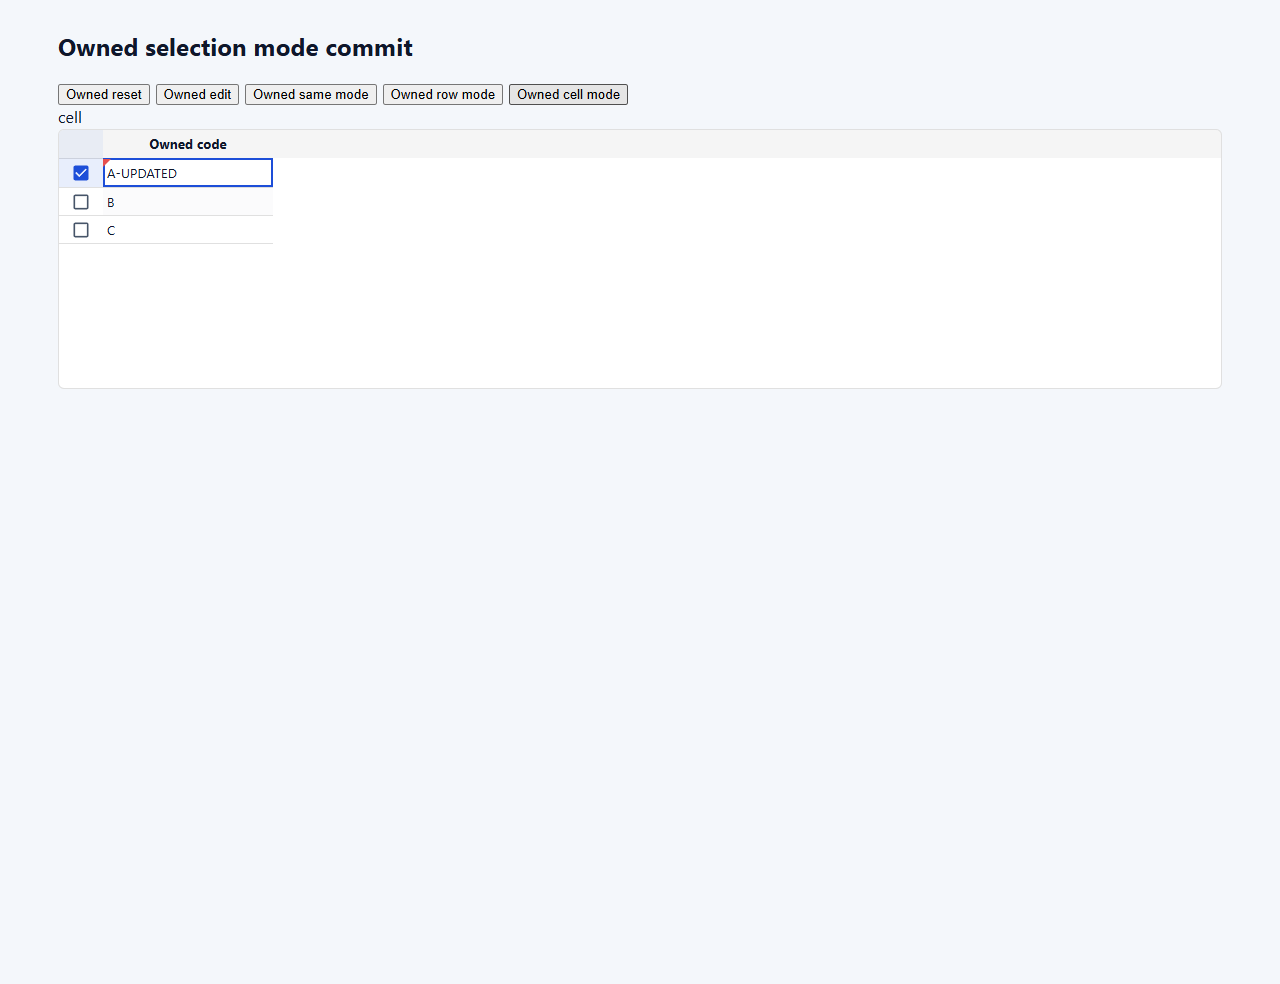 Owned selection mode commit
Owned reset Owned edit Owned same mode Owned row mode Owned cell mode
cell
Owned code
A-UPDATED
B
C